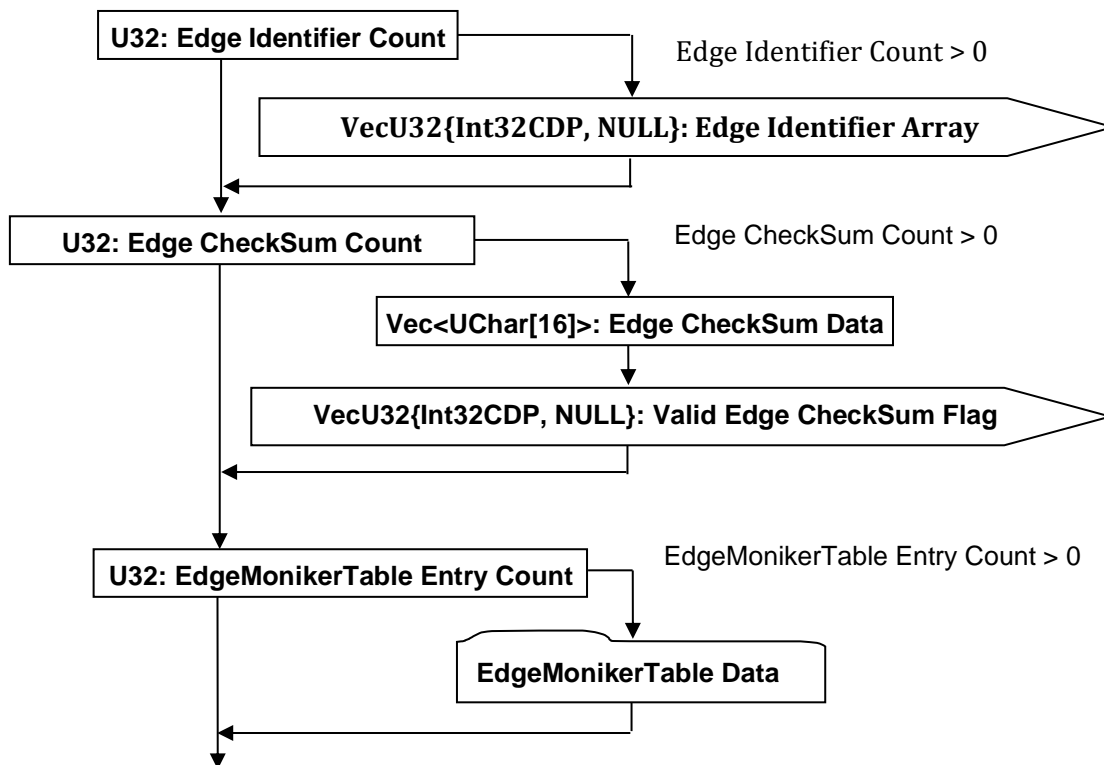 U32: Edge Identifier Count
Edge Identifier Count > 0
VecU32{Int32CDP, NULL}: Edge Identifier Array
U32: Edge CheckSum Count
Edge CheckSum Count > 0
Vec<UChar[16]>: Edge CheckSum Data
VecU32{Int32CDP, NULL}: Valid Edge CheckSum Flag
EdgeMonikerTable Entry Count > 0
U32: EdgeMonikerTable Entry Count
EdgeMonikerTable Data